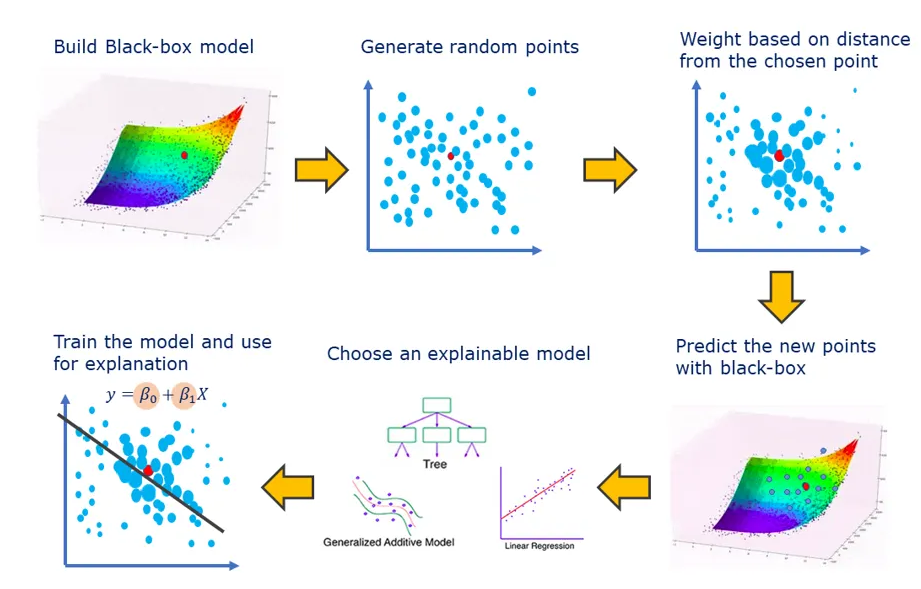 Build Black-box model
Generate random points
Weight based on distance
from the chosen point
Predict the new points
with black-box
Choose an explainable model
Tree
Generalized Additive Model
Linear Regression
Train the model and use
for explanation
y = β₀ + β₁X